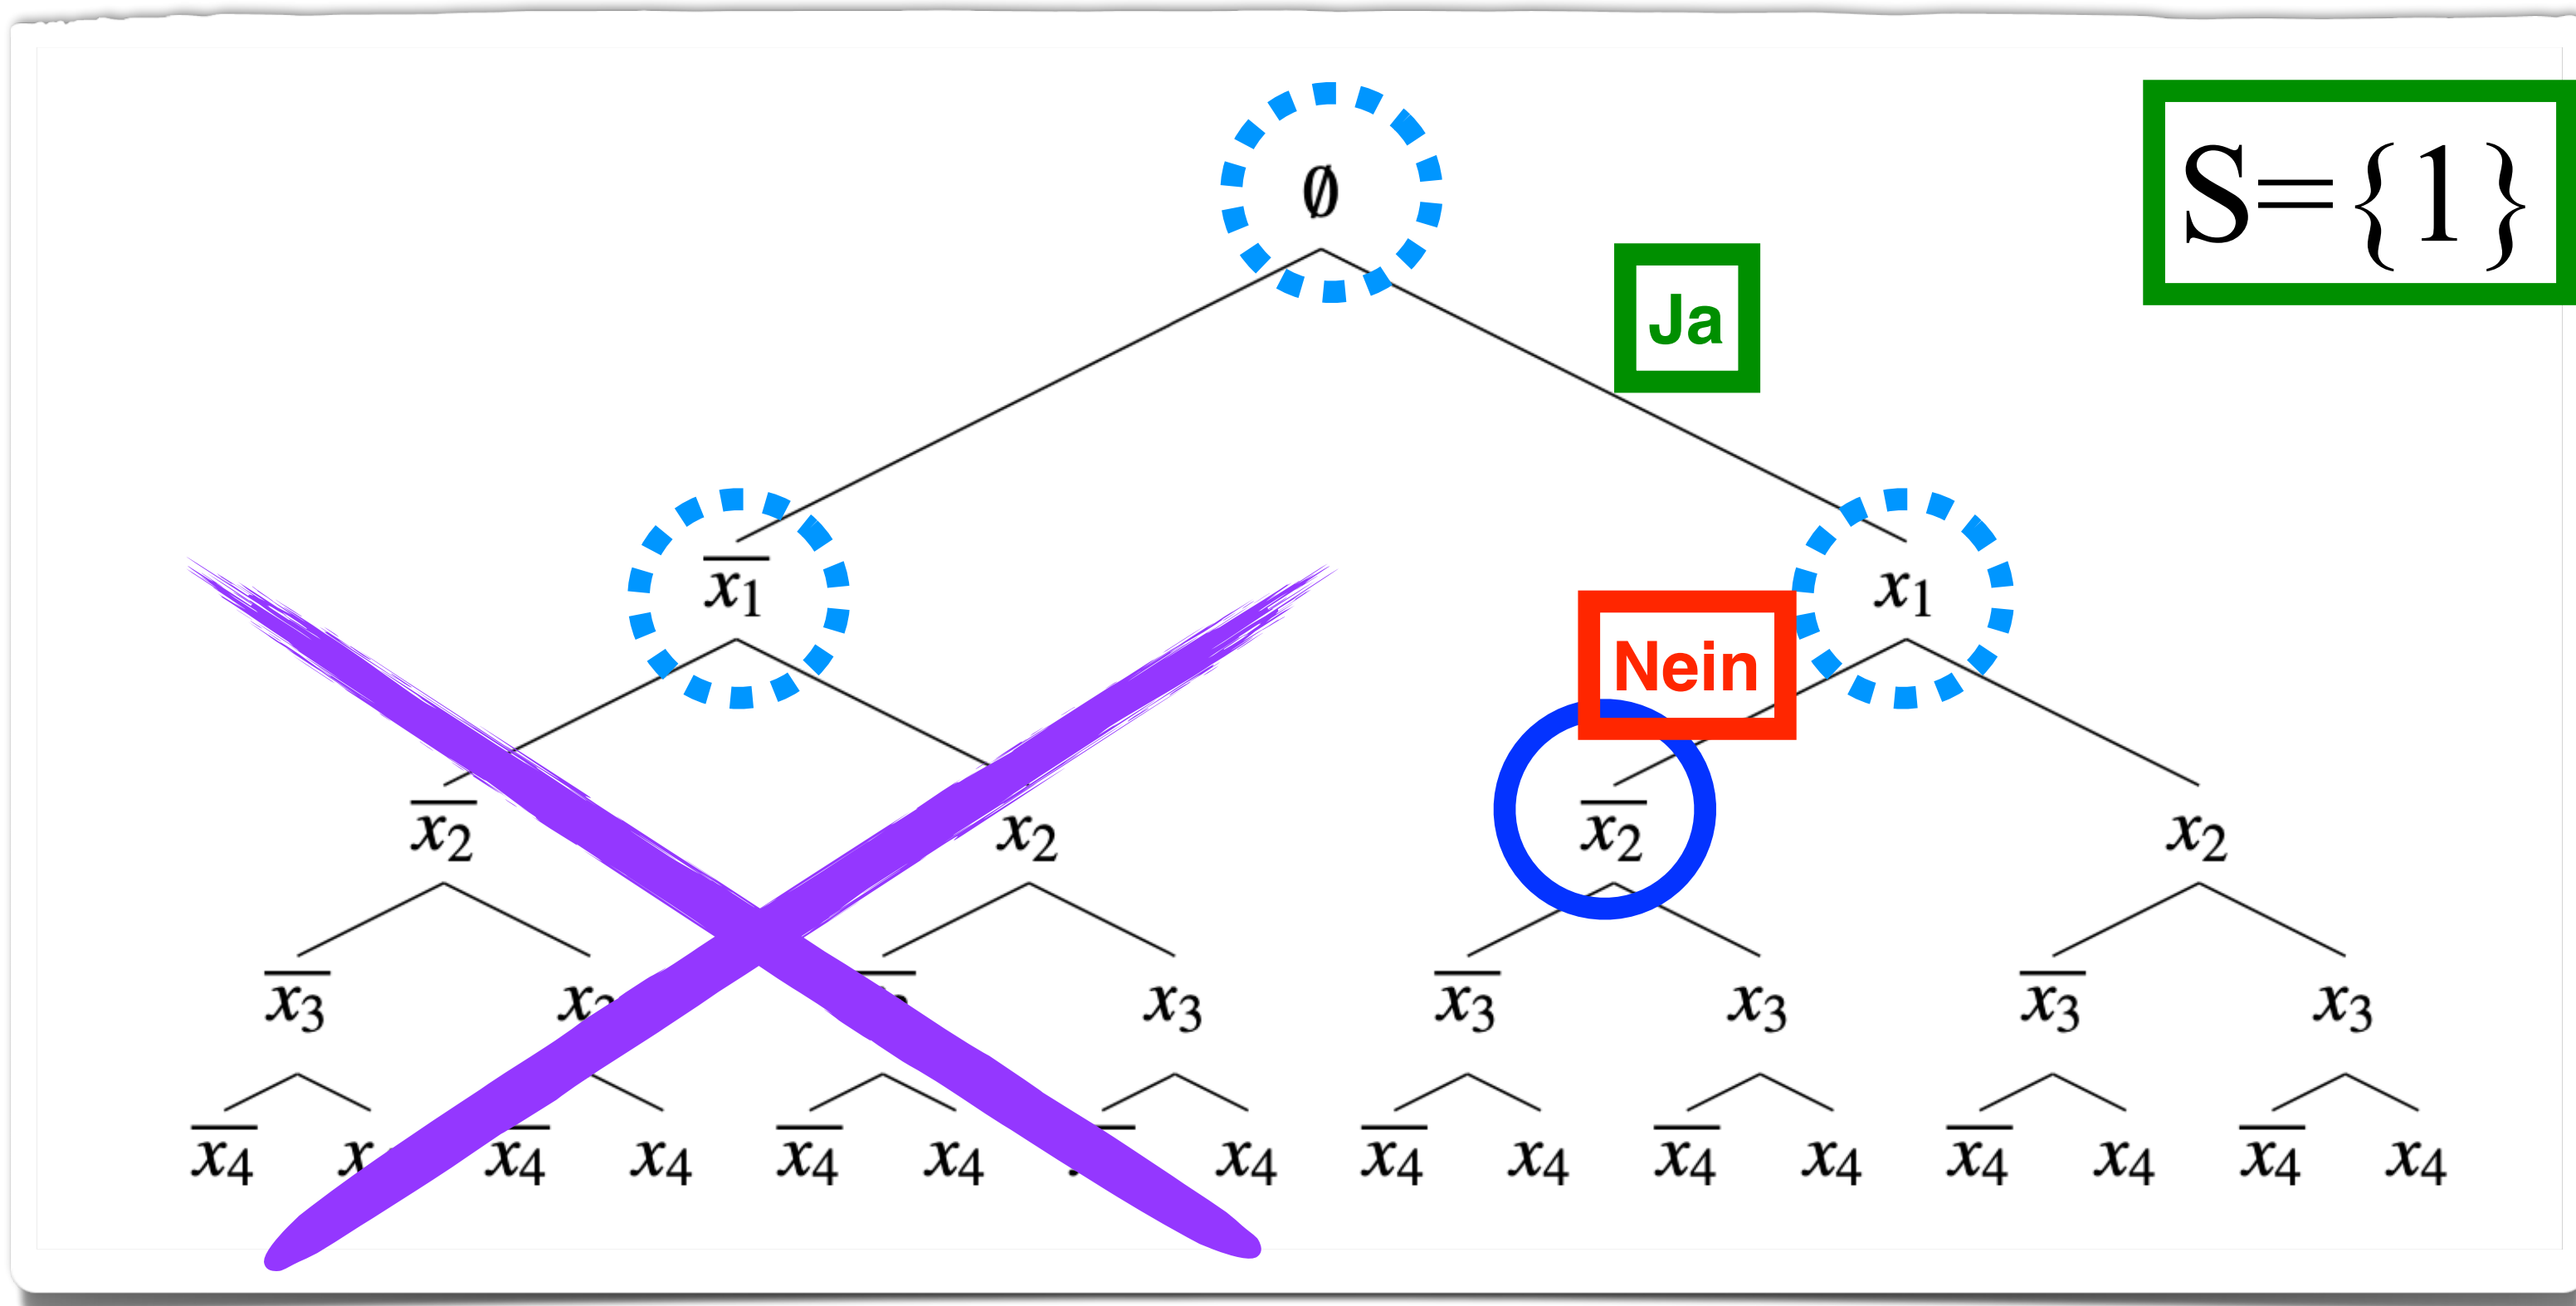 ∅
S={1}
Ja
x̅₁ x₁
Nein
x̅₂ x₂ x̅₂ x₂
x̅₃ x₃ x̅₃ x₃ x̅₃ x₃
x̅₄ x̅₄ x₄ x̅₄ x₄ x₄ x̅₄ x₄ x̅₄ x₄ x̅₄ x₄ x̅₄ x₄